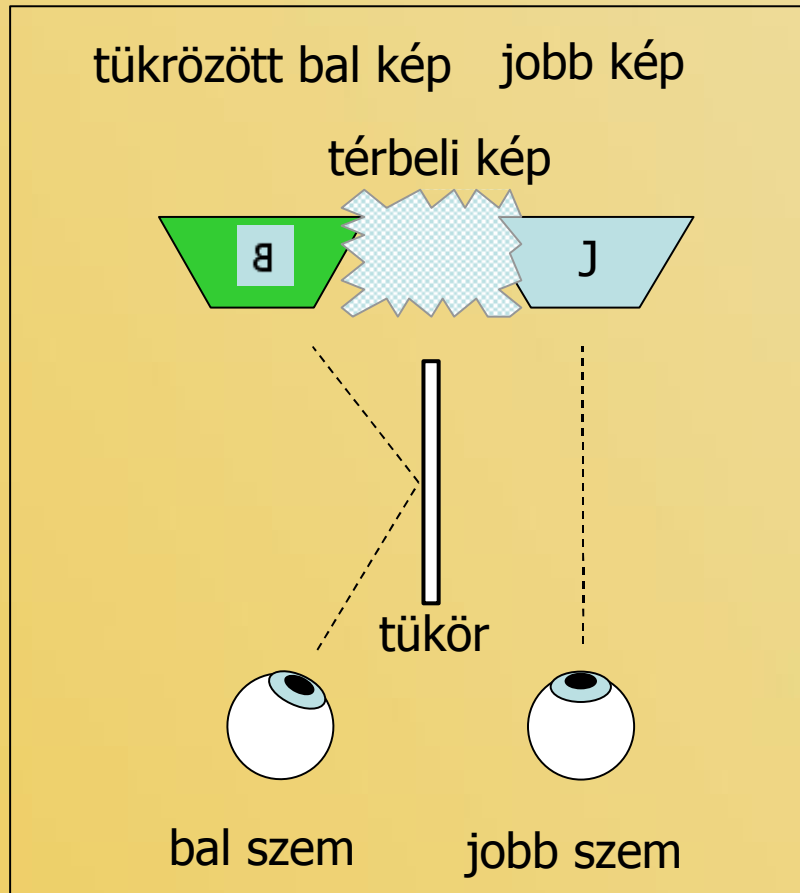 tükrözött bal kép jobb kép
térbeli kép
B J
tükör
bal szem jobb szem